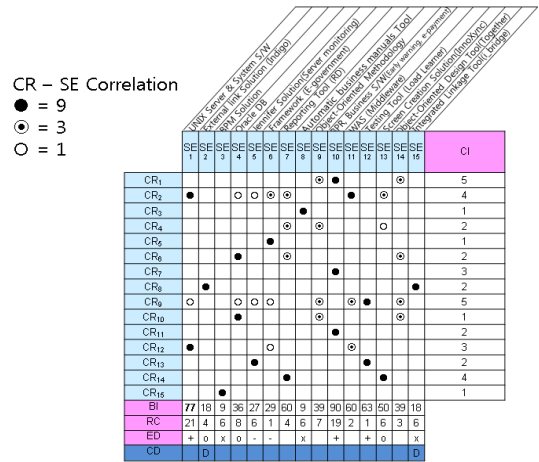 CR – SE Correlation
● = 9
◉ = 3
○ = 1
UNIX Server & System S/W
External link Solution (Indigo)
BPM Solution
Oracle DB
Jennifer Solution(Server monitoring)
Framework (E_government)
Reporting Tool (RD)
Automatic business manuals Tool
Object-Oriented Methodology
BPR, Business S/W(Early warning, e-payment)
WAS (Middleware)
Testing Tool (Load Learner)
Screen Creation Solution(InnoXync)
Object-Oriented Design Tool(Together)
Integrated Linkage Tool(I_bridge)
SE 1 SE 2 SE 3 SE 4 SE 5 SE 6 SE 7 SE 8 SE 9 SE 10 SE 11 SE 12 SE 13 SE 14 SE 15 CI
CR1 5
CR2 4
CR3 1
CR4 2
CR5 1
CR6 2
CR7 3
CR8 2
CR9 5
CR10 1
CR11 2
CR12 3
CR13 2
CR14 4
CR15 1
BI 77 18 9 36 27 29 60 9 39 90 60 63 50 39 18
RC 21 4 6 8 6 1 4 6 7 19 2 1 6 3 6
ED + o x o - - x + + o x
CD D D